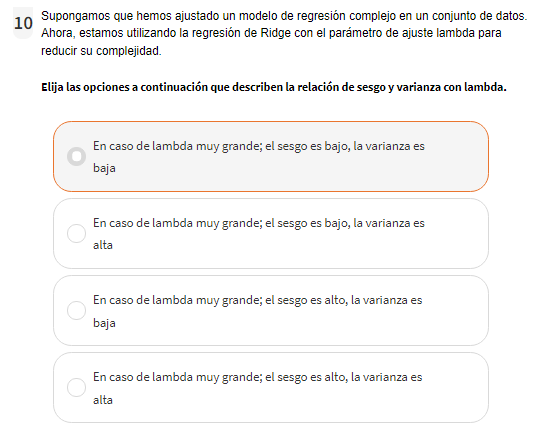 10
Supongamos que hemos ajustado un modelo de regresión complejo en un conjunto de datos.
Ahora, estamos utilizando la regresión de Ridge con el parámetro de ajuste lambda para
reducir su complejidad.
Elija las opciones a continuación que describen la relación de sesgo y varianza con lambda.
En caso de lambda muy grande; el sesgo es bajo, la varianza es
baja
En caso de lambda muy grande; el sesgo es bajo, la varianza es
alta
En caso de lambda muy grande; el sesgo es alto, la varianza es
baja
En caso de lambda muy grande; el sesgo es alto, la varianza es
alta